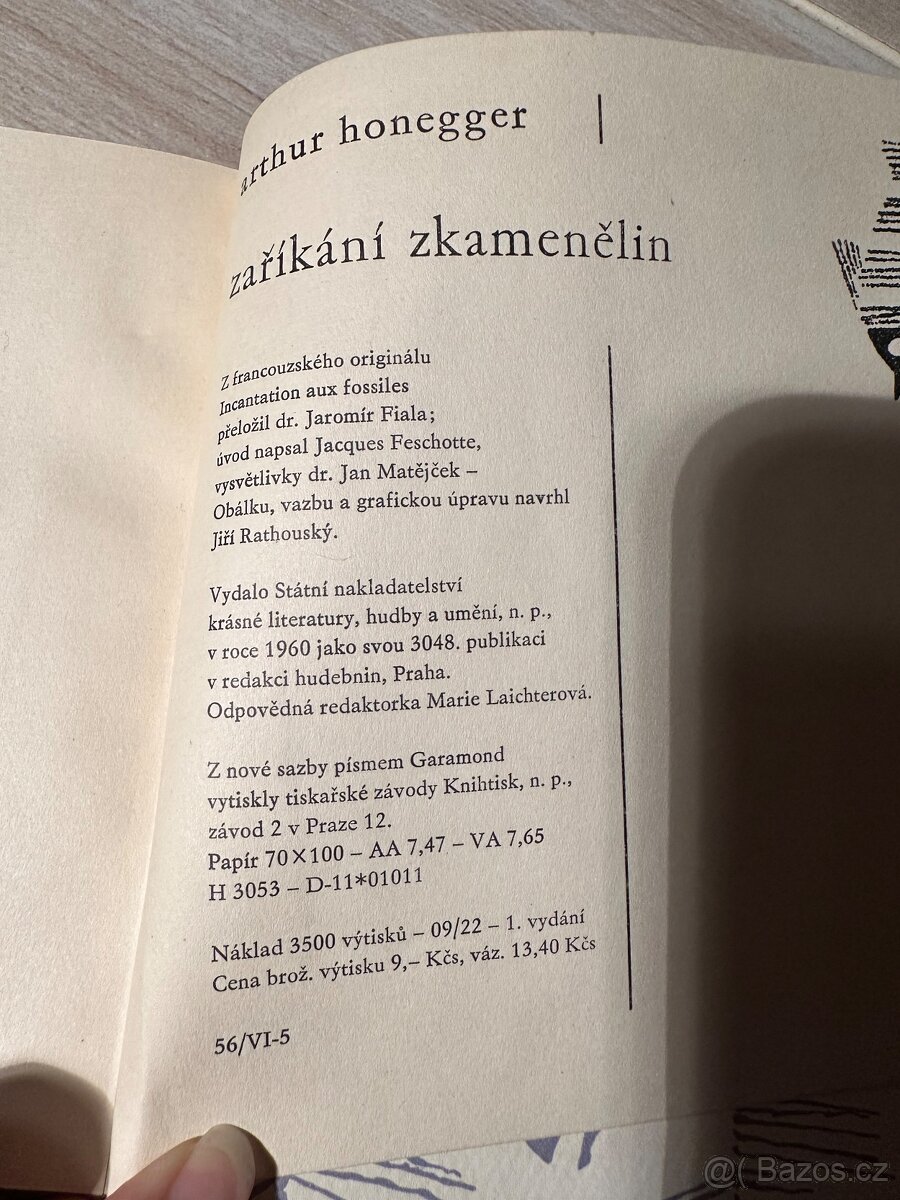 arthur honegger
zaříkání zkamenělin
Z francouzského originálu
Incantation aux fossiles
přeložil dr. Jaromír Fiala;
úvod napsal Jacques Feschotte,
vysvětlivky dr. Jan Matějček –
Obálku, vazbu a grafickou úpravu navrhl
Jiří Rathouský.
Vydalo Státní nakladatelství
krásné literatury, hudby a umění, n. p.,
v roce 1960 jako svou 3048. publikaci
v redakci hudebnin, Praha.
Odpovědná redaktorka Marie Laichterová.
Z nové sazby písmem Garamond
vytiskly tiskařské závody Knihtisk, n. p.,
závod 2 v Praze 12.
Papír 70×100 – AA 7,47 – VA 7,65
H 3053 – D-11*01011
Náklad 3500 výtisků – 09/22 – 1. vydání
Cena brož. výtisku 9,– Kčs, váz. 13,40 Kčs
56/VI-5
@( Bazos.cz